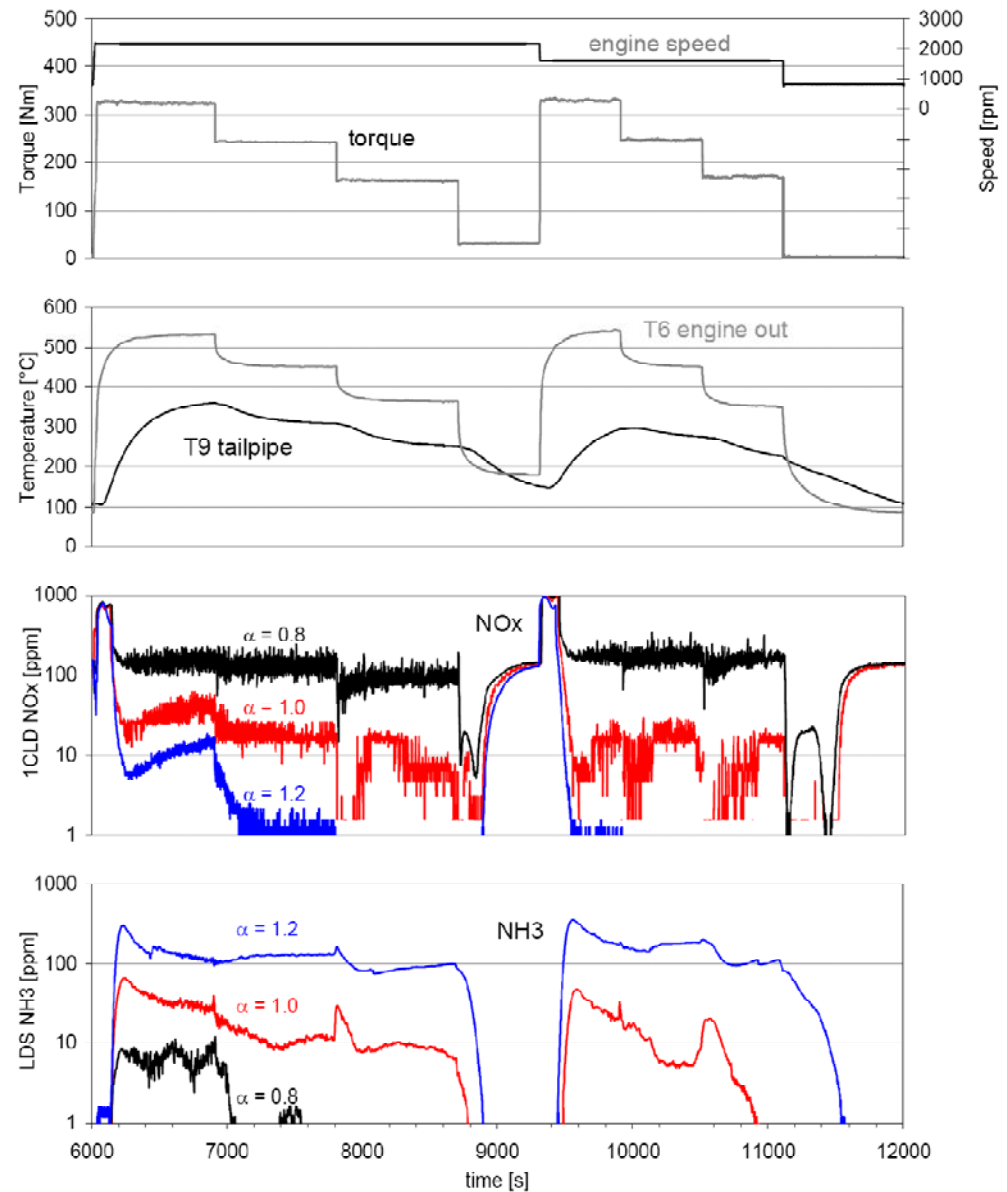 500
400
300
200
100
0
Torque [Nm]
engine speed
torque
3000
2000
1000
0
Speed [rpm]
600
500
400
300
200
100
0
Temperature [°C]
T6 engine out
T9 tailpipe
1000
100
10
1
1CLD NOx [ppm]
α = 0.8
NOx
α – 1.0
α = 1.2
1000
100
10
1
LDS NH3 [ppm]
α = 1.2
NH3
α = 1.0
α = 0.8
6000 7000 8000 9000 10000 11000 12000
time [s]